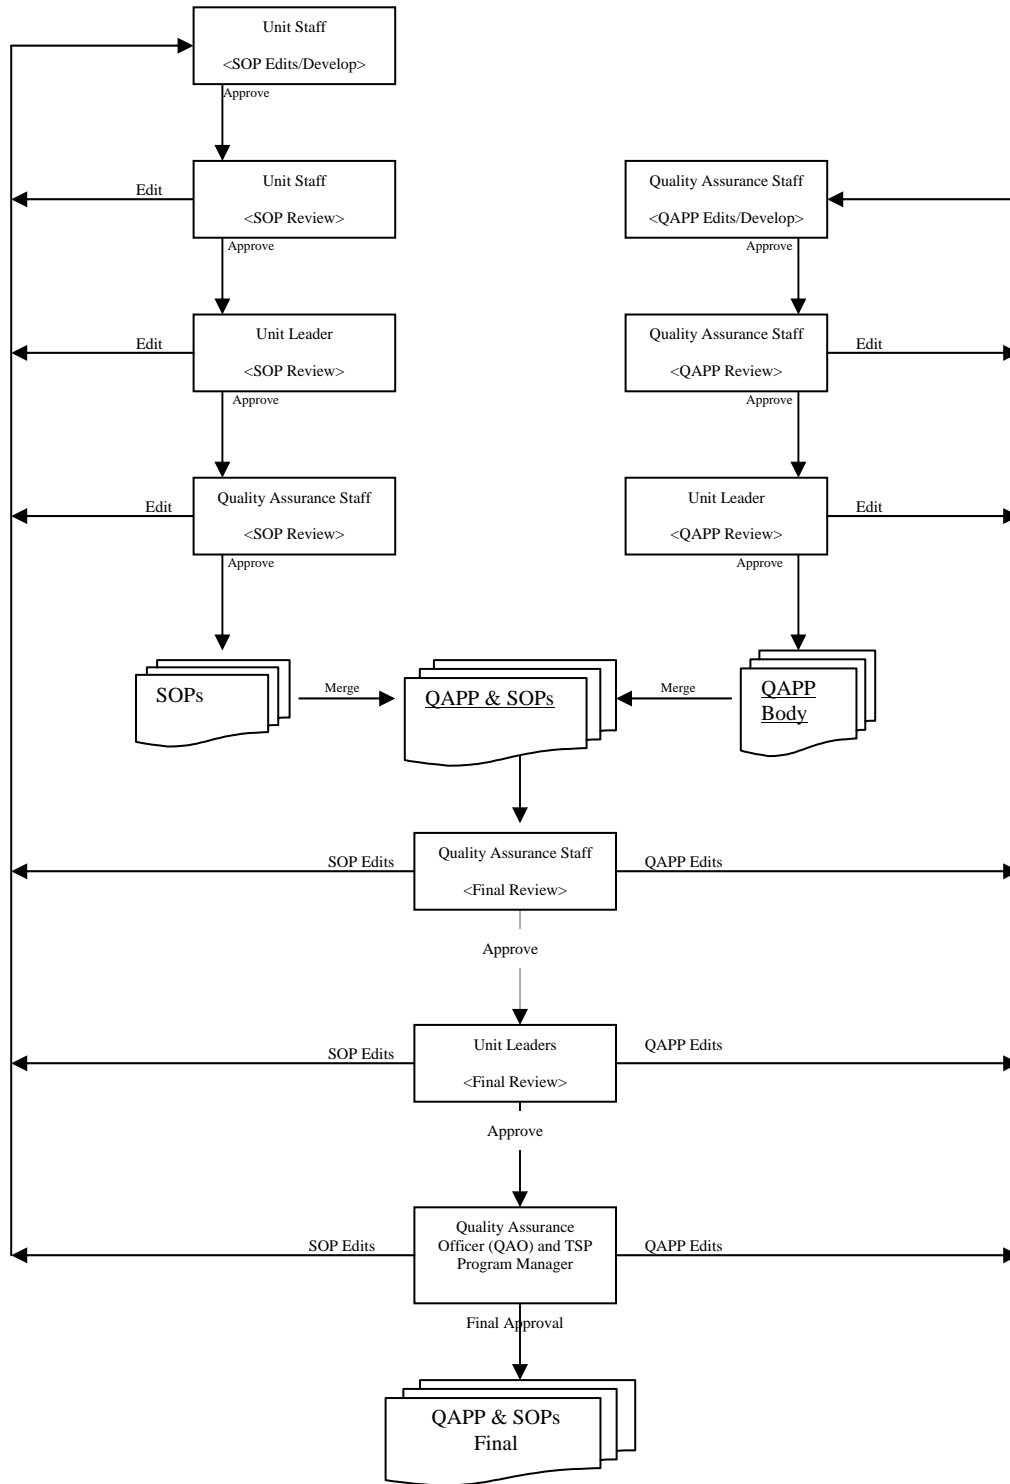 Unit Staff
<SOP Edits/Develop>
Approve
Unit Staff
<SOP Review>
Edit
Approve
Quality Assurance Staff
<QAPP Edits/Develop>
Approve
Unit Leader
<SOP Review>
Edit
Approve
Quality Assurance Staff
<QAPP Review>
Edit
Approve
Quality Assurance Staff
<SOP Review>
Edit
Approve
Unit Leader
<QAPP Review>
Edit
Approve
SOPs
Merge
QAPP & SOPs
Merge
QAPP
Body
SOP Edits
Quality Assurance Staff
<Final Review>
QAPP Edits
Approve
SOP Edits
Unit Leaders
<Final Review>
QAPP Edits
Approve
SOP Edits
Quality Assurance
Officer (QAO) and TSP
Program Manager
QAPP Edits
Final Approval
QAPP & SOPs
Final